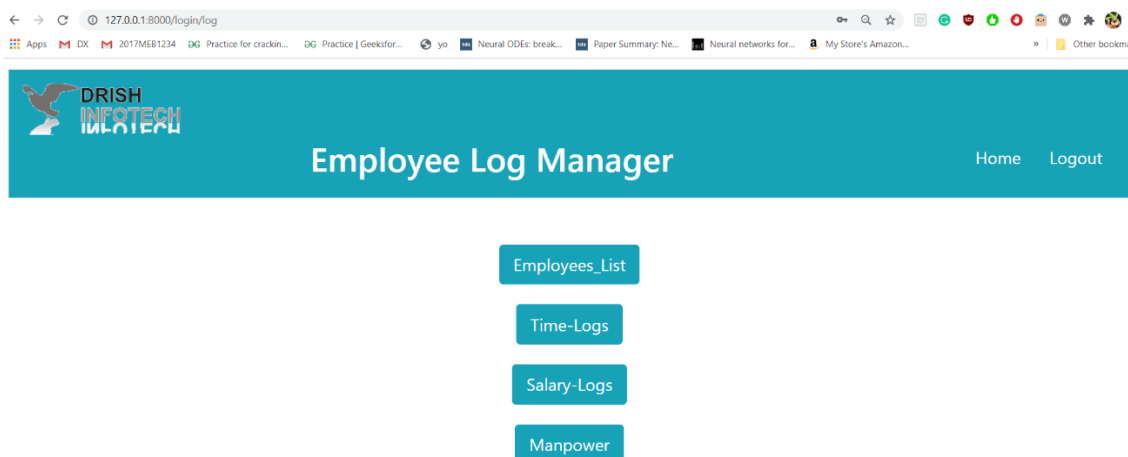 127.0.0.1:8000/login/log
Apps DX 2017MEB1234 Practice for crackin... Practice | Geeksfor... yo Neural ODEs: break... Paper Summary: Ne... Neural networks for... My Store's Amazon... » Other bookma
DRISH
INFOTECH
Employee Log Manager
Home Logout
Employees_List
Time-Logs
Salary-Logs
Manpower